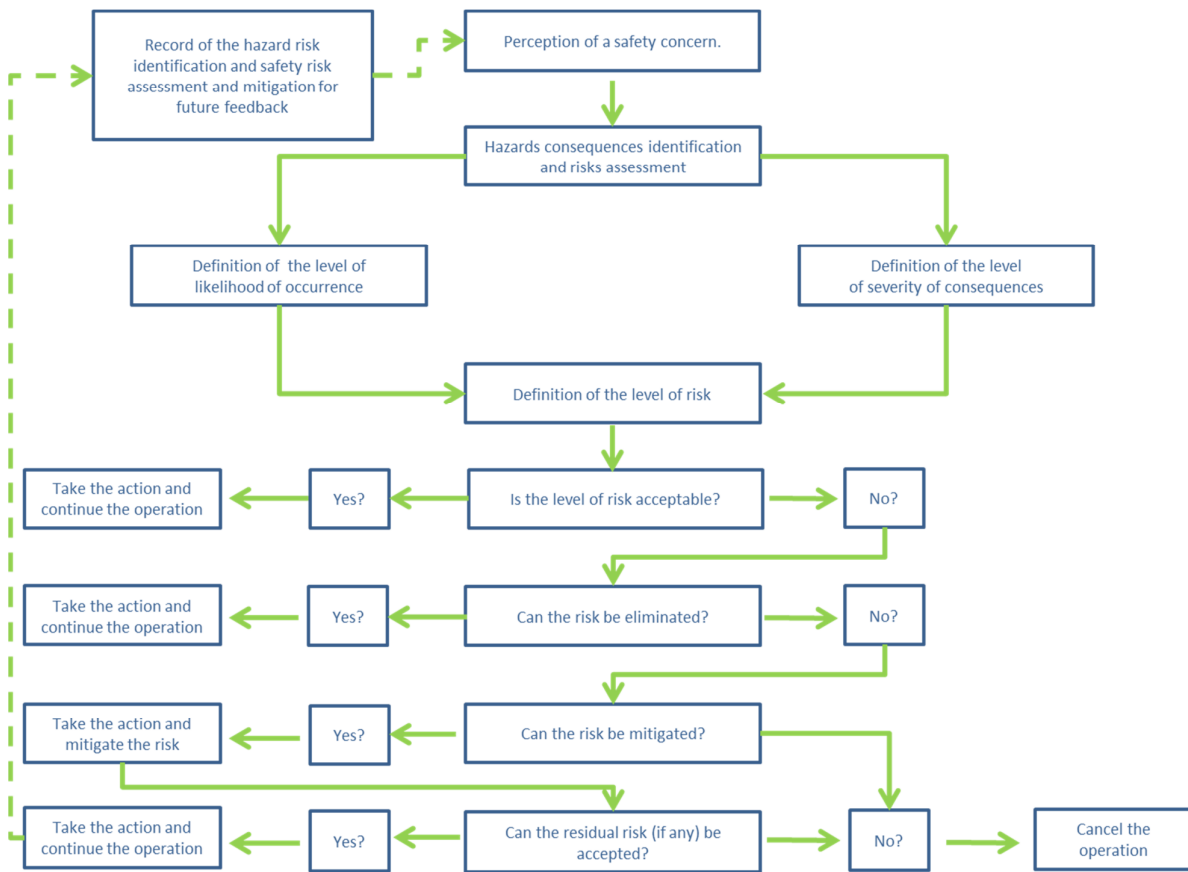 Record of the hazard risk
identification and safety risk
assessment and mitigation for
future feedback
Perception of a safety concern.
Hazards consequences identification
and risks assessment
Definition of the level of
likelihood of occurrence
Definition of the level
of severity of consequences
Definition of the level of risk
Take the action and
continue the operation
Yes?
Is the level of risk acceptable?
No?
Take the action and
continue the operation
Yes?
Can the risk be eliminated?
No?
Take the action and
mitigate the risk
Yes?
Can the risk be mitigated?
Take the action and
continue the operation
Yes?
Can the residual risk (if any) be
accepted?
No?
Cancel the
operation